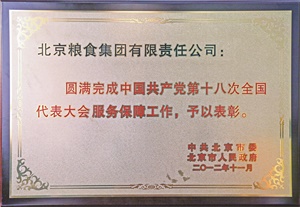 北京粮食集团有限责任公司：
圆满完成中国共产党第十八次全国
代表大会服务保障工作，予以表彰。
中共北京市委
北京市人民政府
二〇一二年十一月